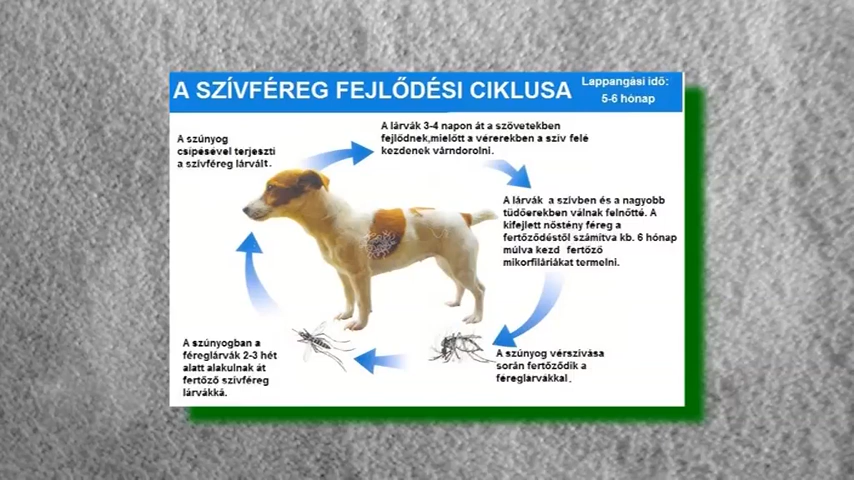 A SZÍVFÉREG FEJLŐDÉSI CIKLUSA
Lappangási idő:
5-6 hónap
A szúnyog
csípésével terjeszti
a szívféreg lárvált.
A lárvák 3-4 napon át a szövetekben
fejlődnek,mielőtt a vérerekben a szív felé
kezdenek várndorolni.
A lárvák a szívben és a nagyobb
tüdőerekben válnak felnőtté. A
kifejlett nőstény féreg a
fertőződéstől számítva kb. 6 hónap
múlva kezd fertőző
mikorfiláriákat termelni.
A szúnyog vérszívása
során fertőződik a
féreglárvákkal.
A szúnyogban a
féreglárvák 2-3 hét
alatt alakulnak át
fertőző szívféreg
lárvákká.